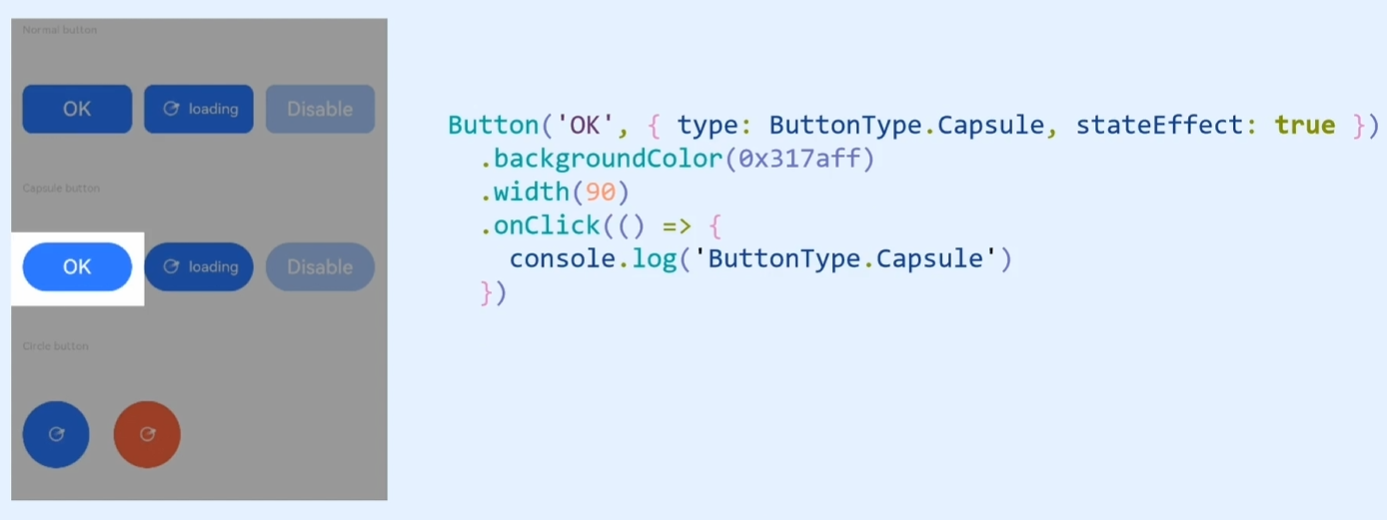 Normal button
OK
loading
Disable
Capsule button
OK
loading
Disable
Circle button
Button('OK', { type: ButtonType.Capsule, stateEffect: true })
.backgroundColor(0x317aff)
.width(90)
.onClick(() => {
console.log('ButtonType.Capsule')
})